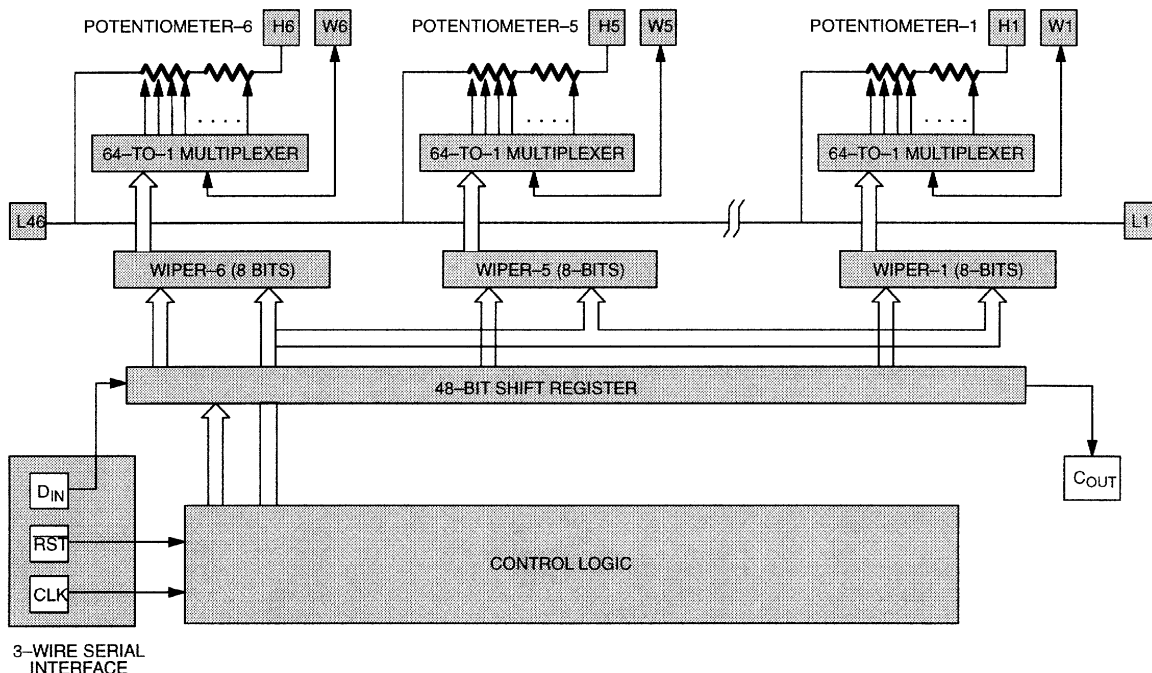 POTENTIOMETER–6 H6 W6 POTENTIOMETER–5 H5 W5 POTENTIOMETER–1 H1 W1
64–TO–1 MULTIPLEXER 64–TO–1 MULTIPLEXER 64–TO–1 MULTIPLEXER
L46 L1
WIPER–6 (8 BITS) WIPER–5 (8–BITS) WIPER–1 (8–BITS)
48–BIT SHIFT REGISTER
DIN COUT
RST
CONTROL LOGIC
CLK
3–WIRE SERIAL
INTERFACE